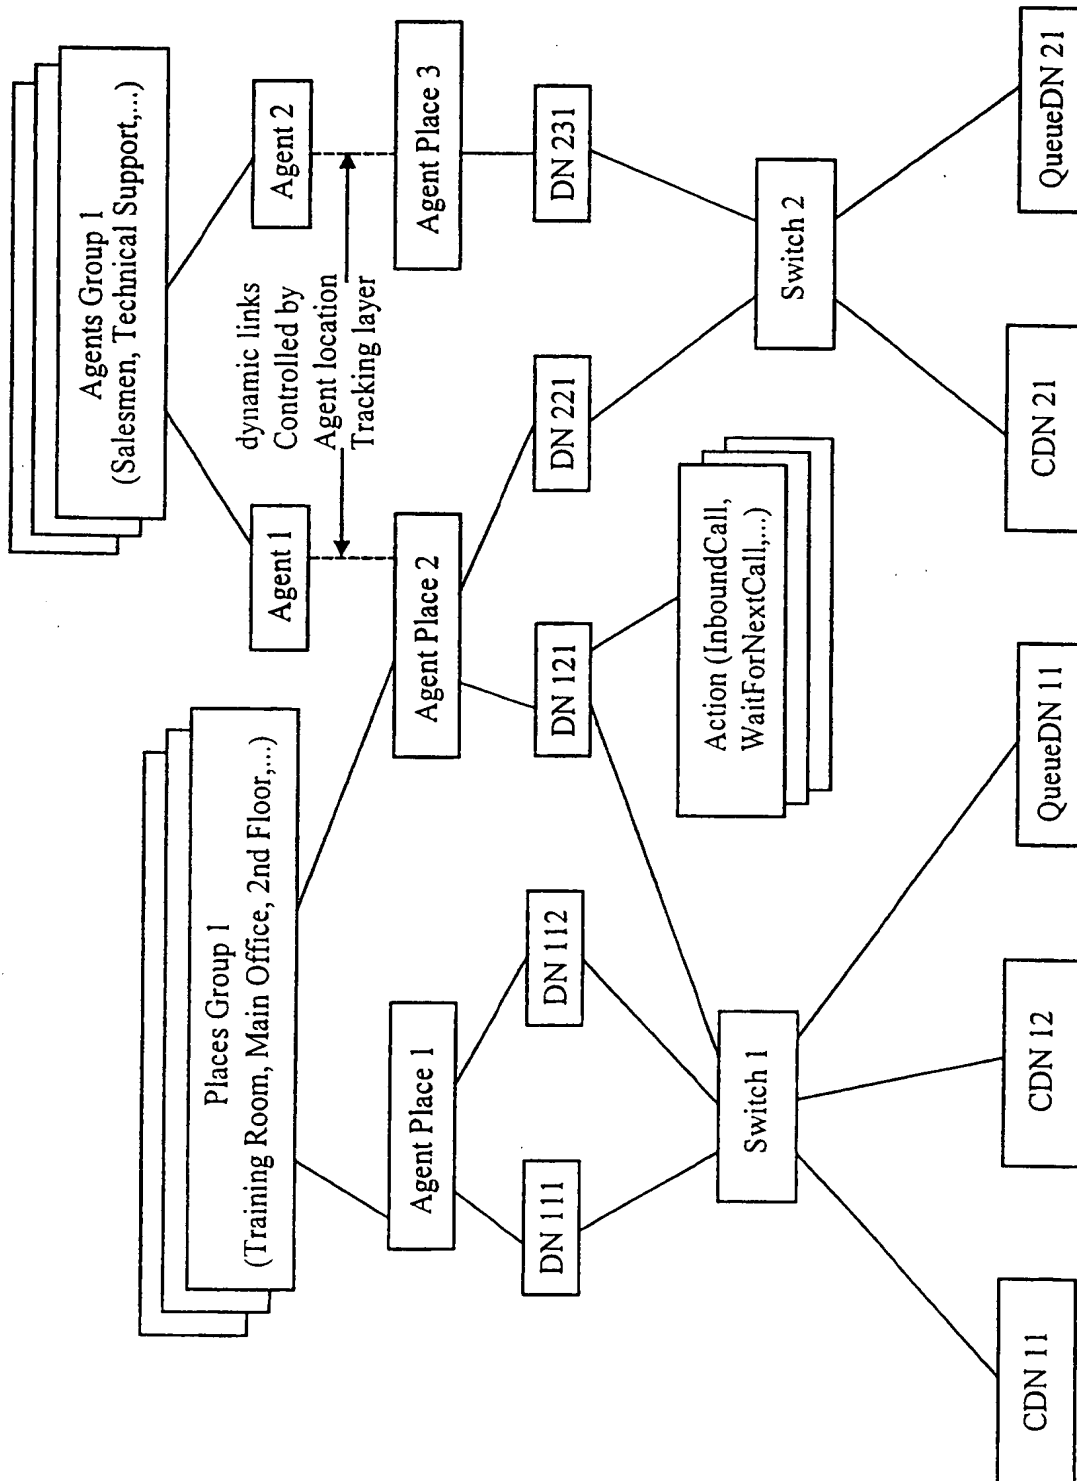 Agents Group 1
(Salesmen, Technical Support,...)
Places Group 1
(Training Room, Main Office, 2nd Floor,...)
Agent 1
Agent 2
dynamic links
Controlled by
Agent location
Tracking layer
Agent Place 1
Agent Place 2
Agent Place 3
DN 111
DN 112
DN 121
DN 221
DN 231
Action (InboundCall,
WaitForNextCall,...)
Switch 1
Switch 2
CDN 11
CDN 12
QueueDN 11
CDN 21
QueueDN 21